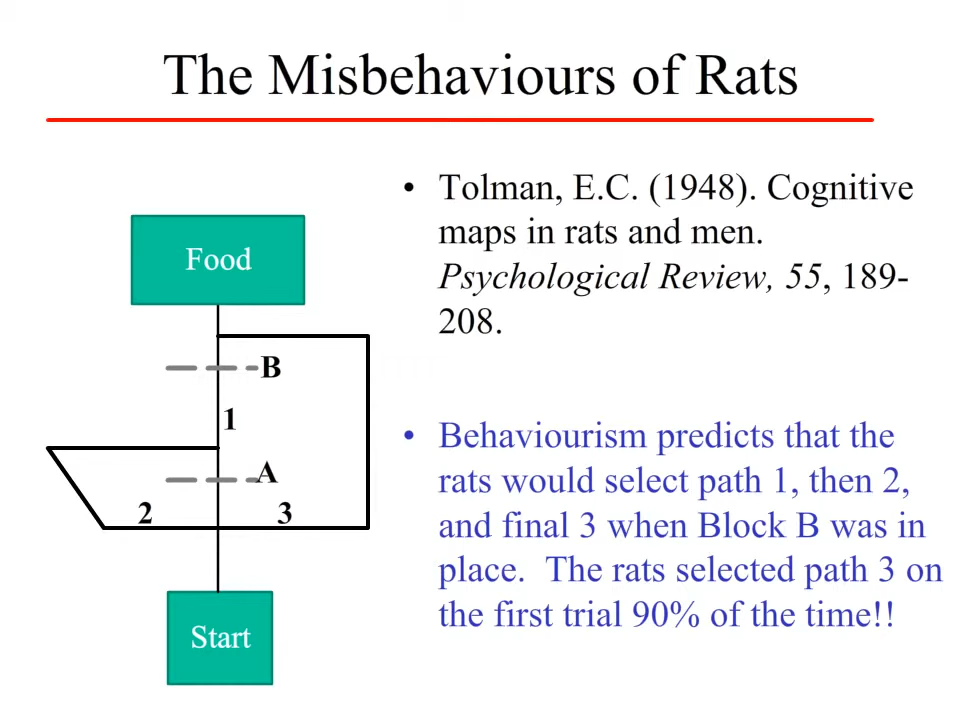 The Misbehaviours of Rats
• Tolman, E.C. (1948). Cognitive
maps in rats and men.
Psychological Review, 55, 189-
208.
• Behaviourism predicts that the
rats would select path 1, then 2,
and final 3 when Block B was in
place. The rats selected path 3 on
the first trial 90% of the time!!
Food
B
1
A
2
3
Start